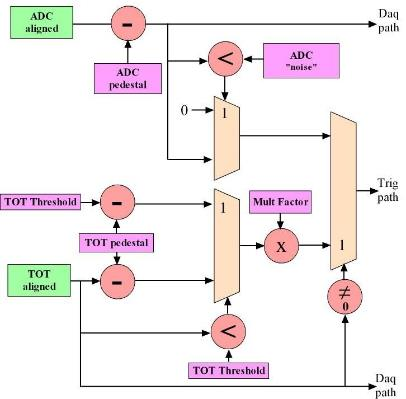 ADC
aligned
-
Daq
path
ADC
pedestal
<
ADC
"noise"
0
1
TOT Threshold
-
1
Mult Factor
Trig
path
TOT pedestal
x
1
TOT
aligned
-
≠
0
<
TOT Threshold
Daq
path